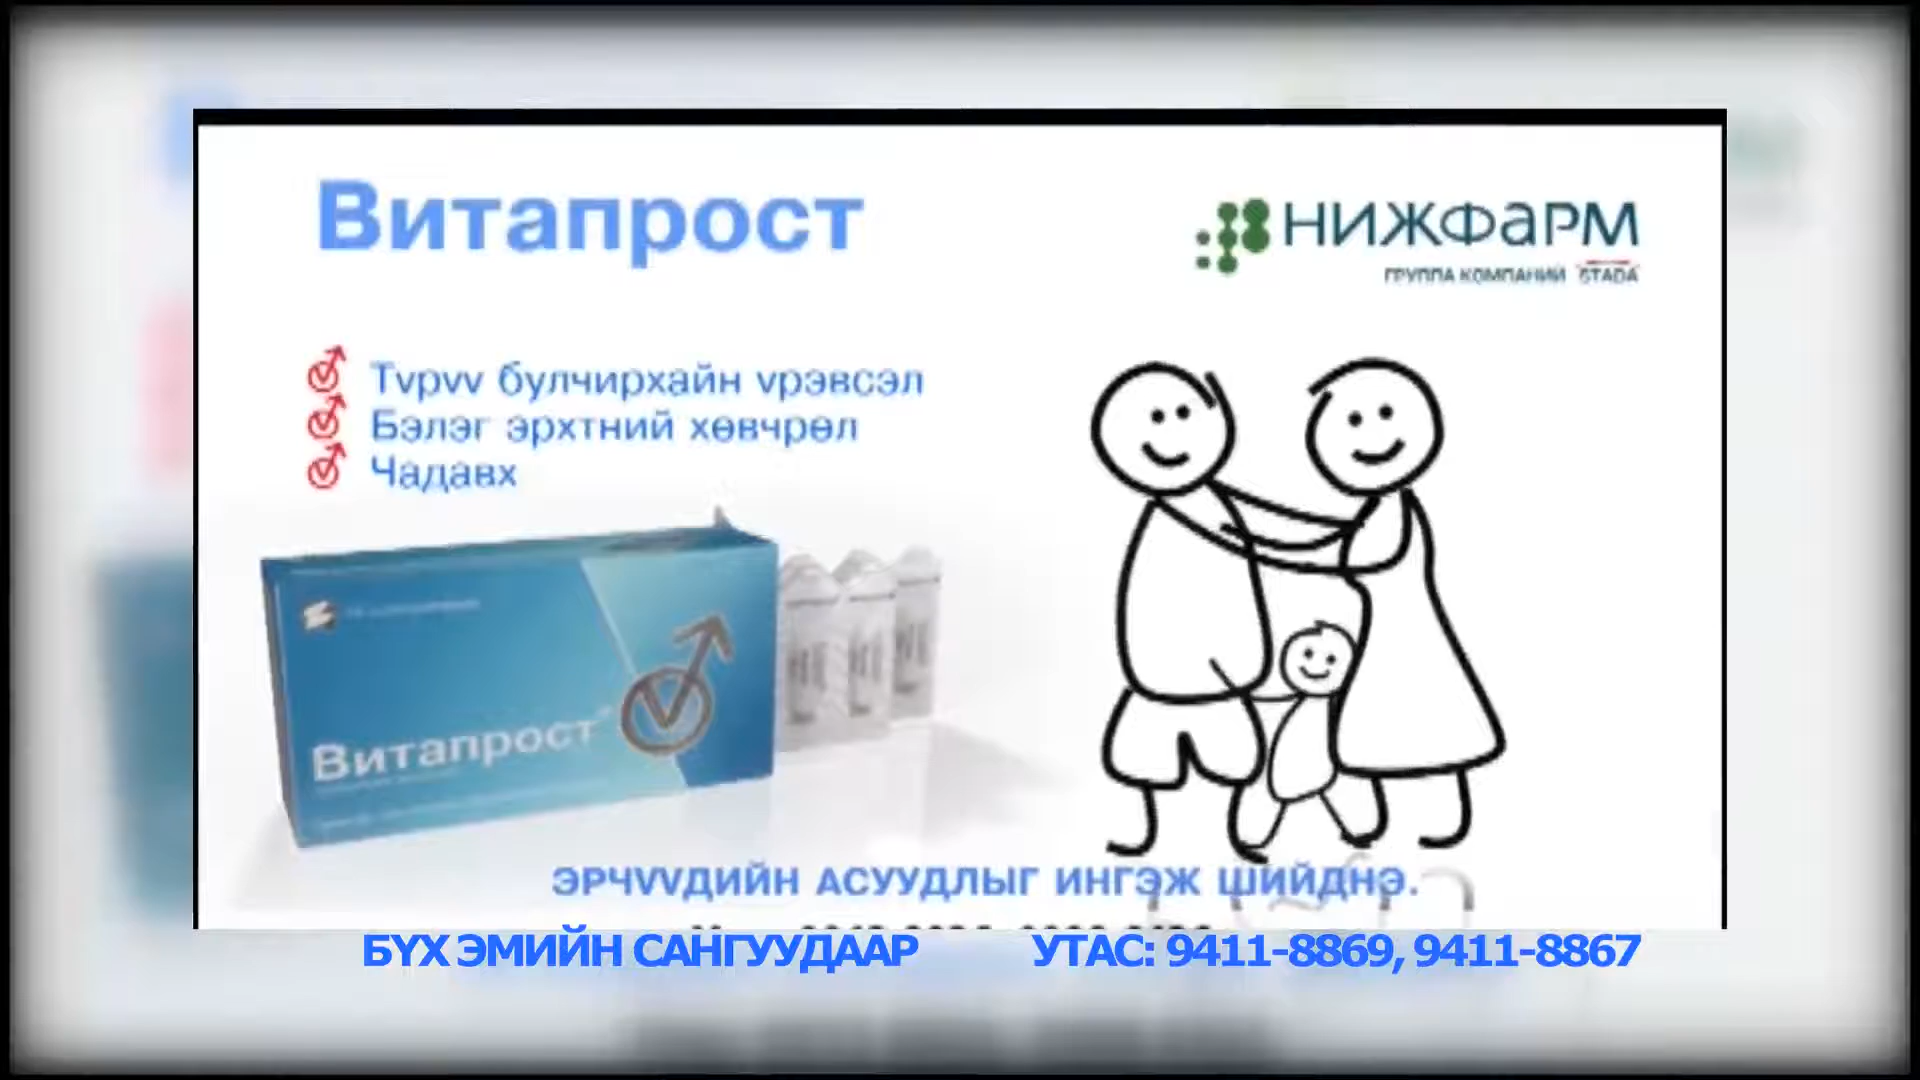 Витапрост
НИЖФАРМ
ГРУППА КОМПАНИЙ STADA
Tvpvv булчирхайн vрэвсэл
Бэлэг эрхтний хөвчрөл
Чадавх
Витапрост
ЭРЧVVДИЙН АСУУДЛЫГ ИНГЭЖ ШИЙДНЭ.
БҮХ ЭМИЙН САНГУУДААР УТАС: 9411-8869, 9411-8867